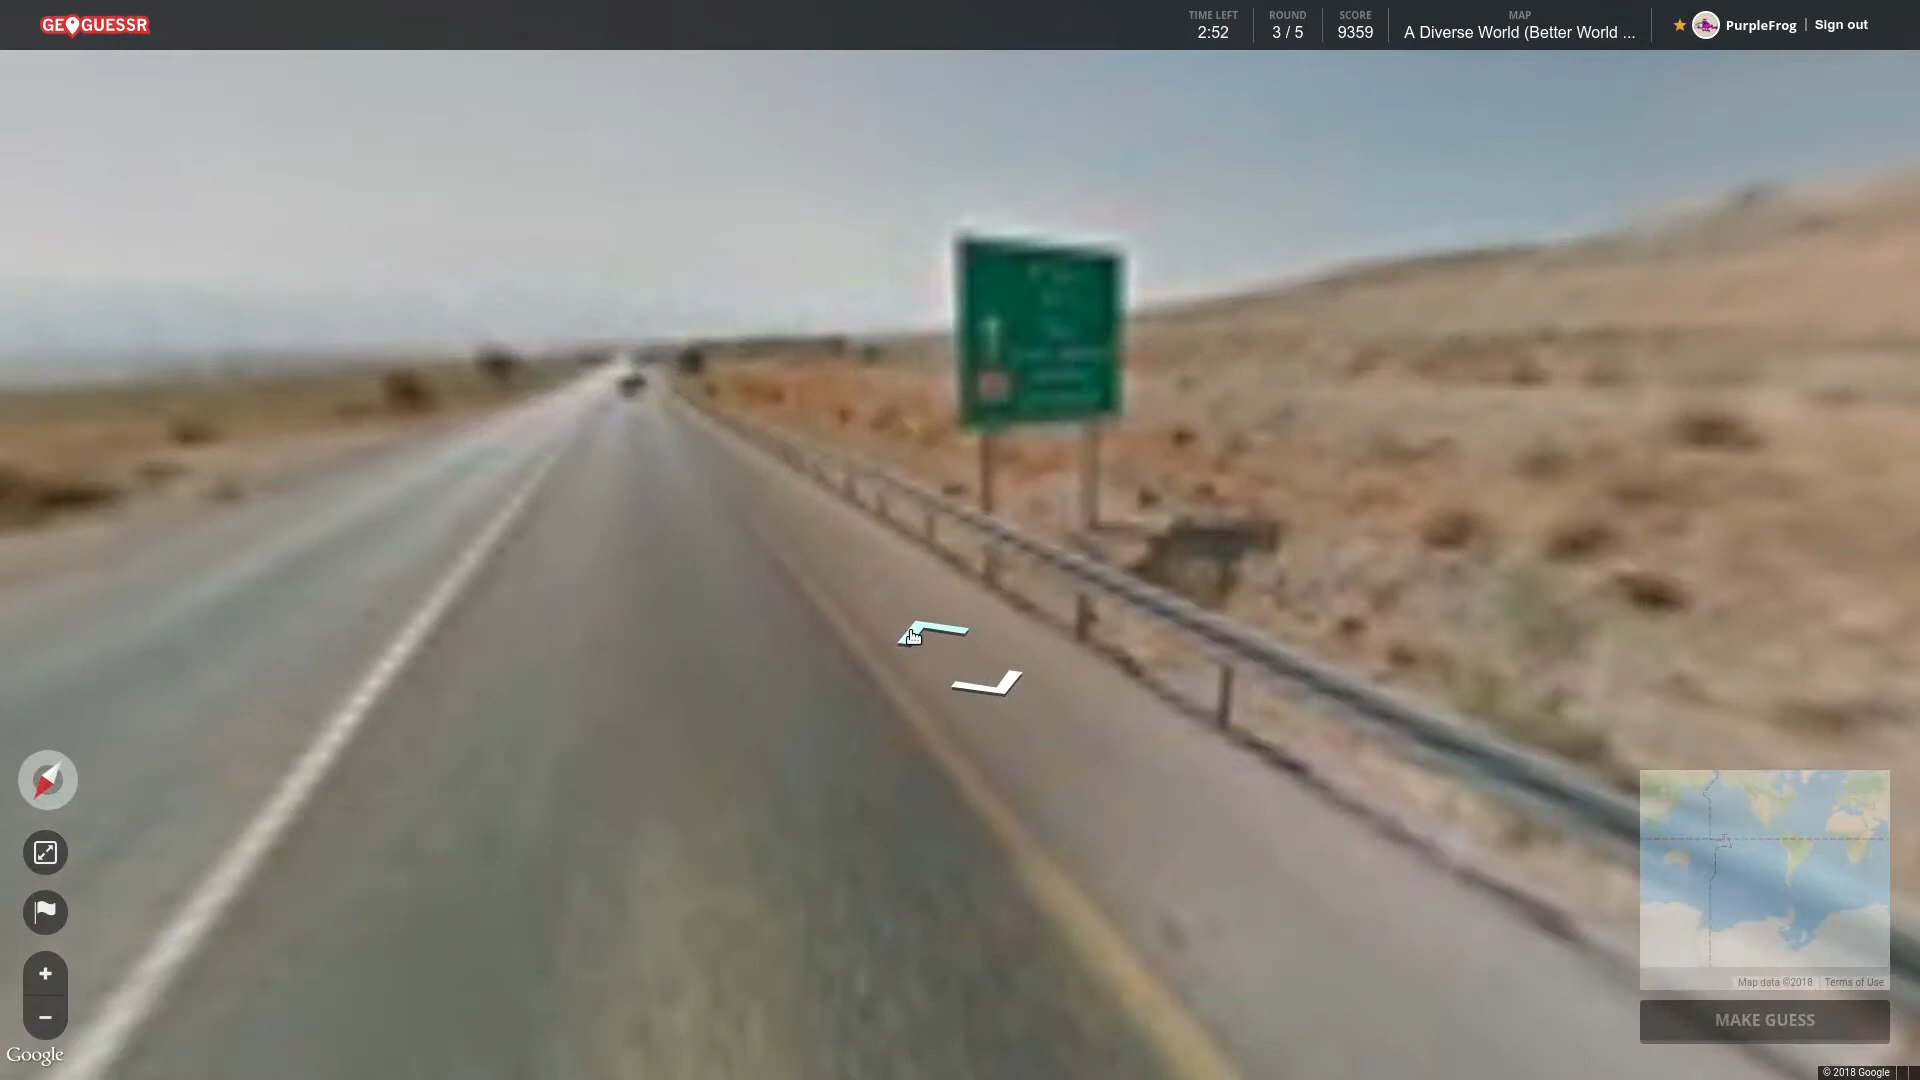 GEOGUESSR
TIME LEFT
2:52
ROUND
3 / 5
SCORE
9359
MAP
A Diverse World (Better World ...
PurpleFrog
Sign out
Map data ©2018
Terms of Use
MAKE GUESS
Google
© 2018 Google